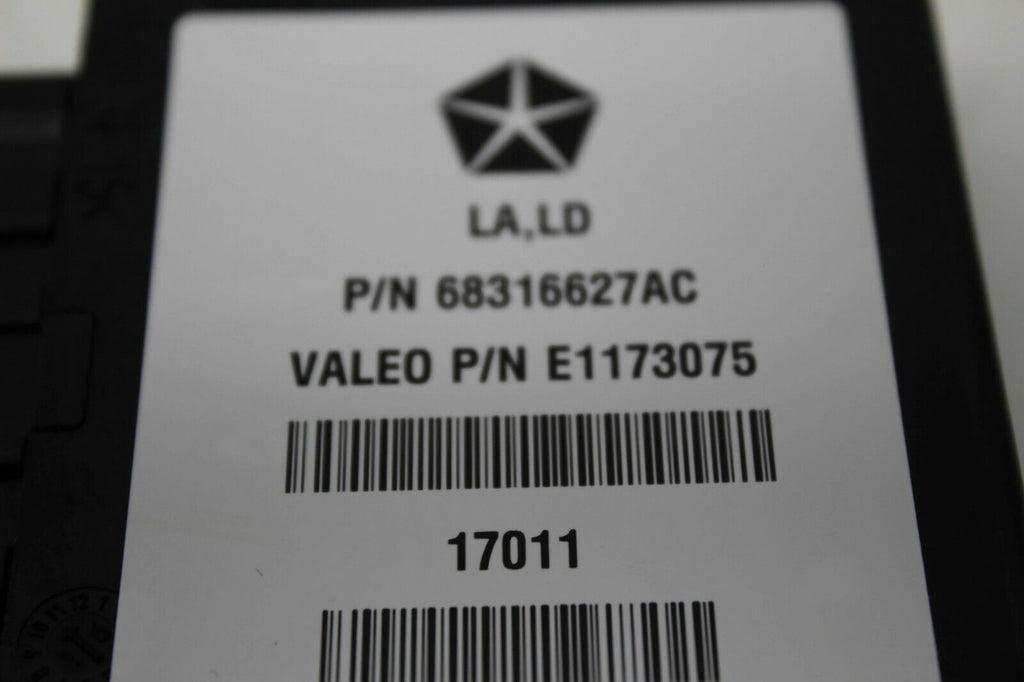 LA,LD
P/N 68316627AC
VALEO P/N E1173075
17011